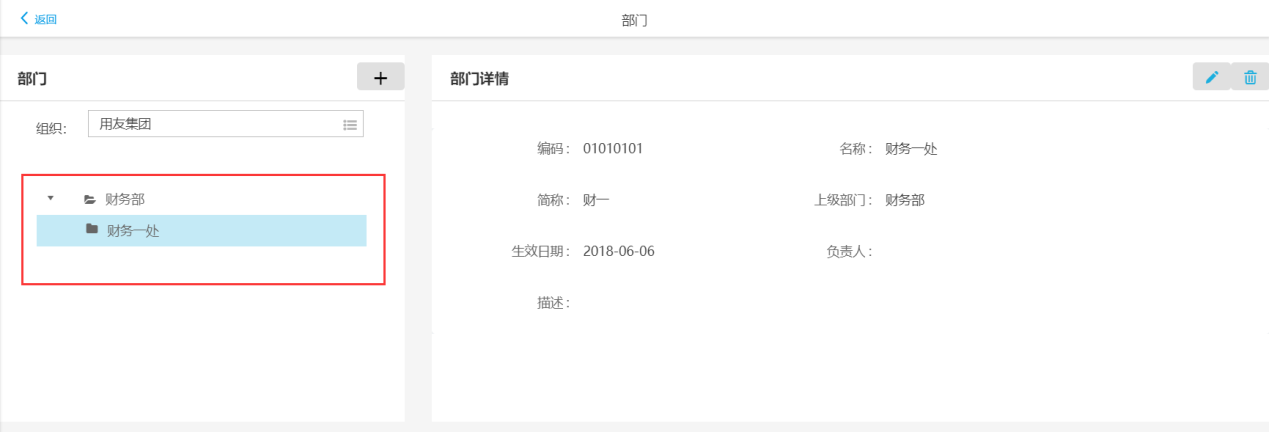 返回
部门
部门
部门详情
组织：
用友集团
财务部
财务一处
编码：01010101
名称：财务一处
简称：财一
上级部门：财务部
生效日期：2018-06-06
负责人：
描述：